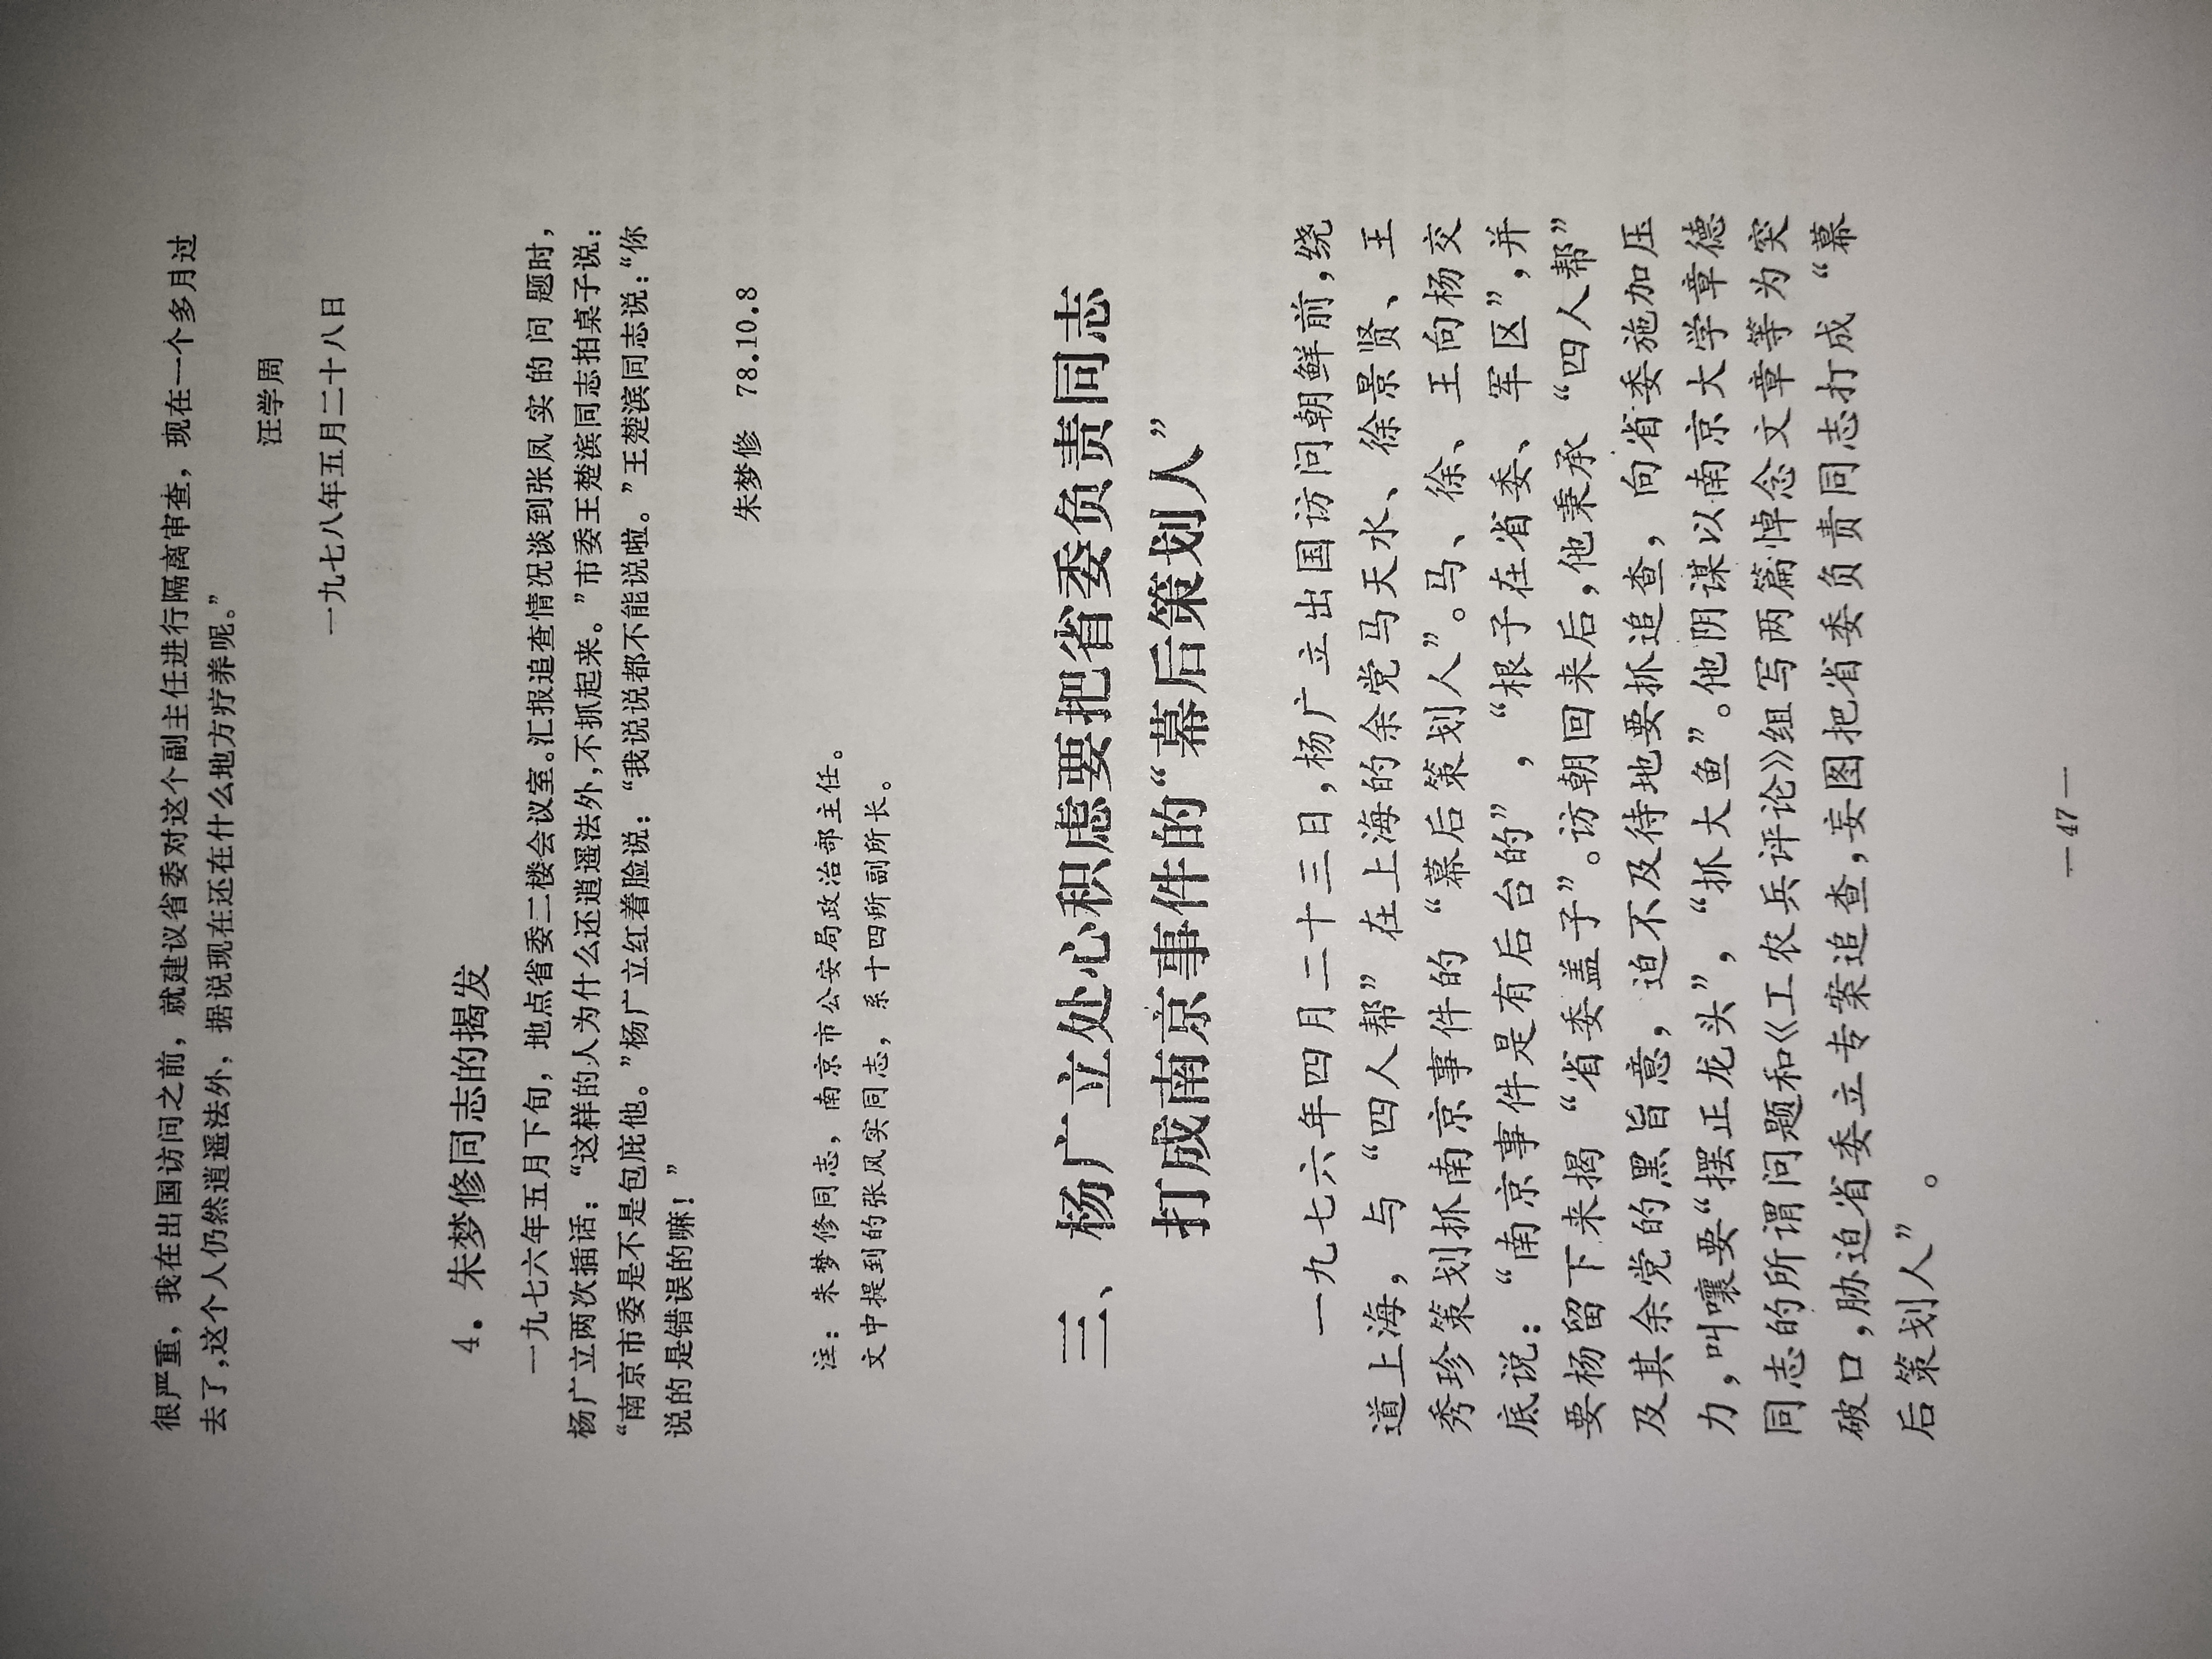 很严重，我在出国访问之前，就建议省委对这个副主任进行隔离审查，现在一个多月过
去了，这个人仍然逍遥法外，据说现在还在什么地方疗养呢。”
汪学周
一九七八年五月二十八日
4．朱梦修同志的揭发
一九七六年五月下旬，地点省委二楼会议室。汇报追查情况谈到张凤实的问题时，
杨广立两次插话：“这样的人为什么还逍遥法外，不抓起来。”市委王楚滨同志拍桌子说：
“南京市委是不是包庇他。”杨广立红着脸说：“我说说都不能说啦。”王楚滨同志说：“你
说的是错误的嘛！”
朱梦修　78.10.8
注：朱梦修同志，南京市公安局政治部主任。
文中提到的张风实同志，系十四所副所长。
三、杨广立处心积虑要把省委负责同志
打成南京事件的“幕后策划人”
一九七六年四月二十三日，杨广立出国访问朝鲜前，绕
道上海，与“四人帮”在上海的余党马天水、徐景贤、王
秀珍策划抓南京事件的“幕后策划人”。马、徐、王向杨交
底说：“南京事件是有后台的”，“根子在省委、军区”，并
要杨留下来揭“省委盖子”。访朝回来后，他秉承“四人帮”
及其余党的黑旨意，迫不及待地要抓追查，向省委施加压
力，叫嚷要“摆正龙头”，“抓大鱼”。他阴谋以南京大学章德
同志的所谓问题和《工农兵评论》组写两篇悼念文章等为突
破口，胁迫省委立专案追查，妄图把省委负责同志打成“幕
后策划人”。
— 47 —